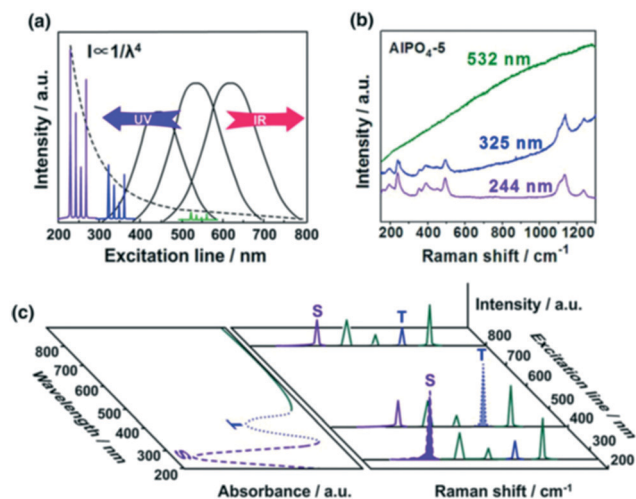 (a)
I∝1/λ⁴
UV
IR
Intensity / a.u.
200 300 400 500 600 700 800
Excitation line / nm
(b)
AlPO₄-5
532 nm
325 nm
244 nm
Intensity / a.u.
200 400 600 800 1000 1200
Raman shift / cm⁻¹
(c)
S
T
Intensity / a.u.
S
T
800
700
600
500
400
300
200
Wavelength / nm
T
S
Absorbance / a.u.
800
700
600
500
400
300
200
Excitation line / nm
Raman shift / cm⁻¹